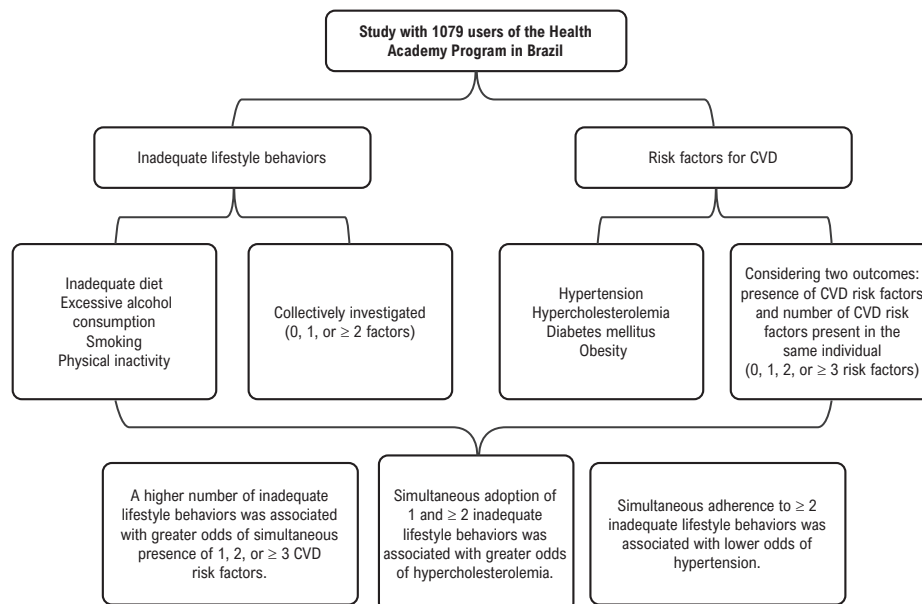 Study with 1079 users of the Health
Academy Program in Brazil
Inadequate lifestyle behaviors
Risk factors for CVD
Inadequate diet
Excessive alcohol
consumption
Smoking
Physical inactivity
Collectively investigated
(0, 1, or ≥ 2 factors)
Hypertension
Hypercholesterolemia
Diabetes mellitus
Obesity
Considering two outcomes:
presence of CVD risk factors
and number of CVD risk
factors present in the
same individual
(0, 1, 2, or ≥ 3 risk factors)
A higher number of inadequate
lifestyle behaviors was associated
with greater odds of simultaneous
presence of 1, 2, or ≥ 3 CVD
risk factors.
Simultaneous adoption of
1 and ≥ 2 inadequate
lifestyle behaviors was
associated with greater odds
of hypercholesterolemia.
Simultaneous adherence to ≥ 2
inadequate lifestyle behaviors was
associated with lower odds of
hypertension.